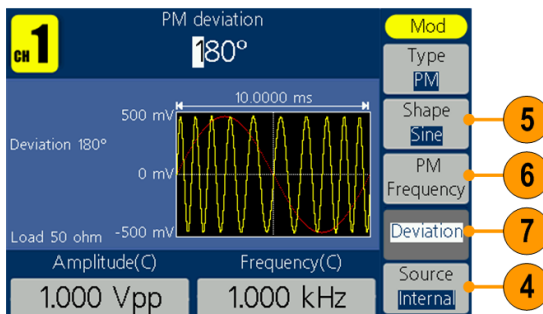 CH 1
PM deviation
180°
Mod
Type
PM
Shape
Sine
5
PM
Frequency
6
Deviation
7
Source
Internal
4
10.0000 ms
500 mV
Deviation 180°
0 mV
Load 50 ohm
-500 mV
Amplitude(C)
Frequency(C)
1.000 Vpp
1.000 kHz